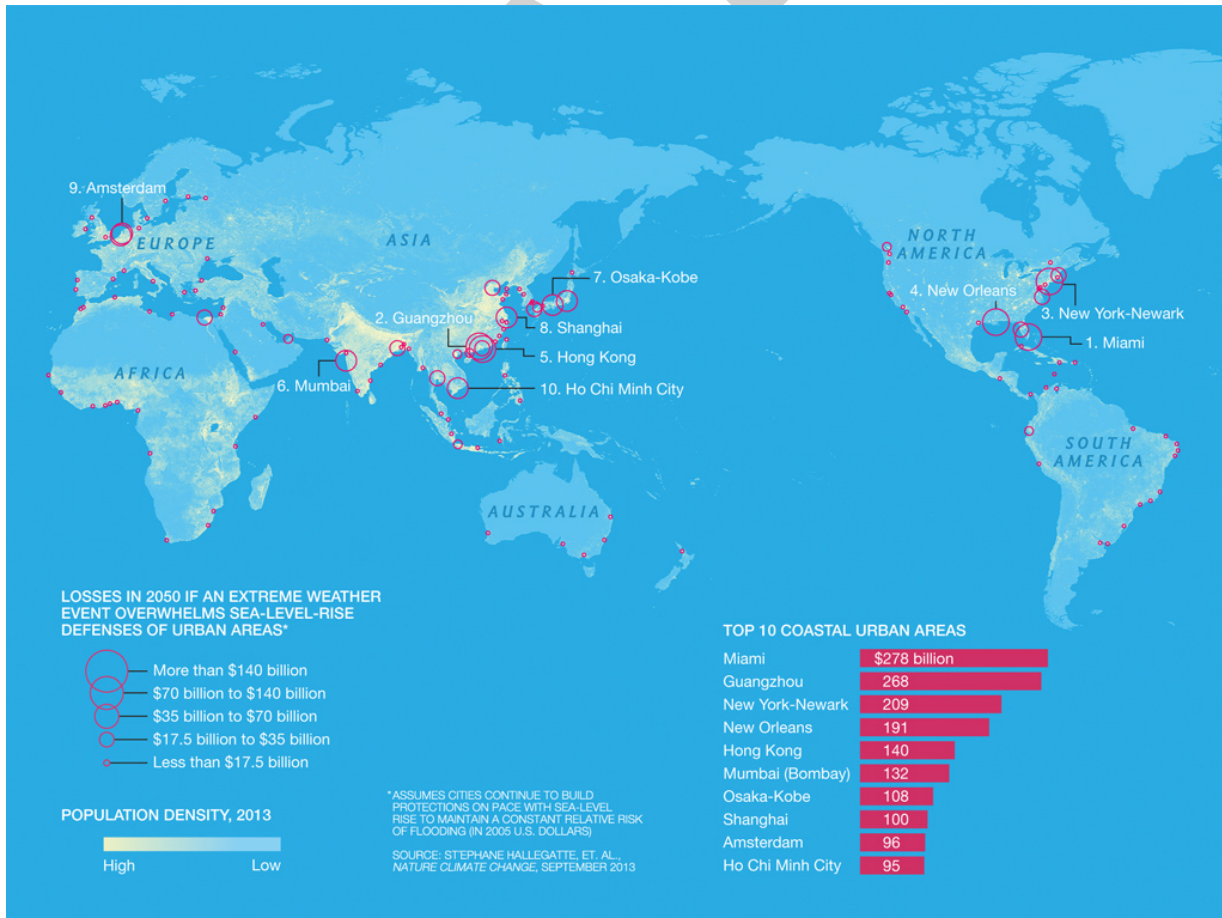 9. Amsterdam
EUROPE
ASIA
NORTH
AMERICA
7. Osaka-Kobe
4. New Orleans
2. Guangzhou
8. Shanghai
3. New York-Newark
5. Hong Kong
1. Miami
AFRICA
6. Mumbai
10. Ho Chi Minh City
SOUTH
AMERICA
AUSTRALIA
LOSSES IN 2050 IF AN EXTREME WEATHER
EVENT OVERWHELMS SEA-LEVEL-RISE
DEFENSES OF URBAN AREAS*
More than $140 billion
$70 billion to $140 billion
$35 billion to $70 billion
$17.5 billion to $35 billion
Less than $17.5 billion
POPULATION DENSITY, 2013
High Low
*ASSUMES CITIES CONTINUE TO BUILD
PROTECTIONS ON PACE WITH SEA-LEVEL
RISE TO MAINTAIN A CONSTANT RELATIVE RISK
OF FLOODING (IN 2005 U.S. DOLLARS)
SOURCE: ST'EPHANE HALLEGATTE, ET. AL.,
NATURE CLIMATE CHANGE, SEPTEMBER 2013
TOP 10 COASTAL URBAN AREAS
Miami $278 billion
Guangzhou 268
New York-Newark 209
New Orleans 191
Hong Kong 140
Mumbai (Bombay) 132
Osaka-Kobe 108
Shanghai 100
Amsterdam 96
Ho Chi Minh City 95